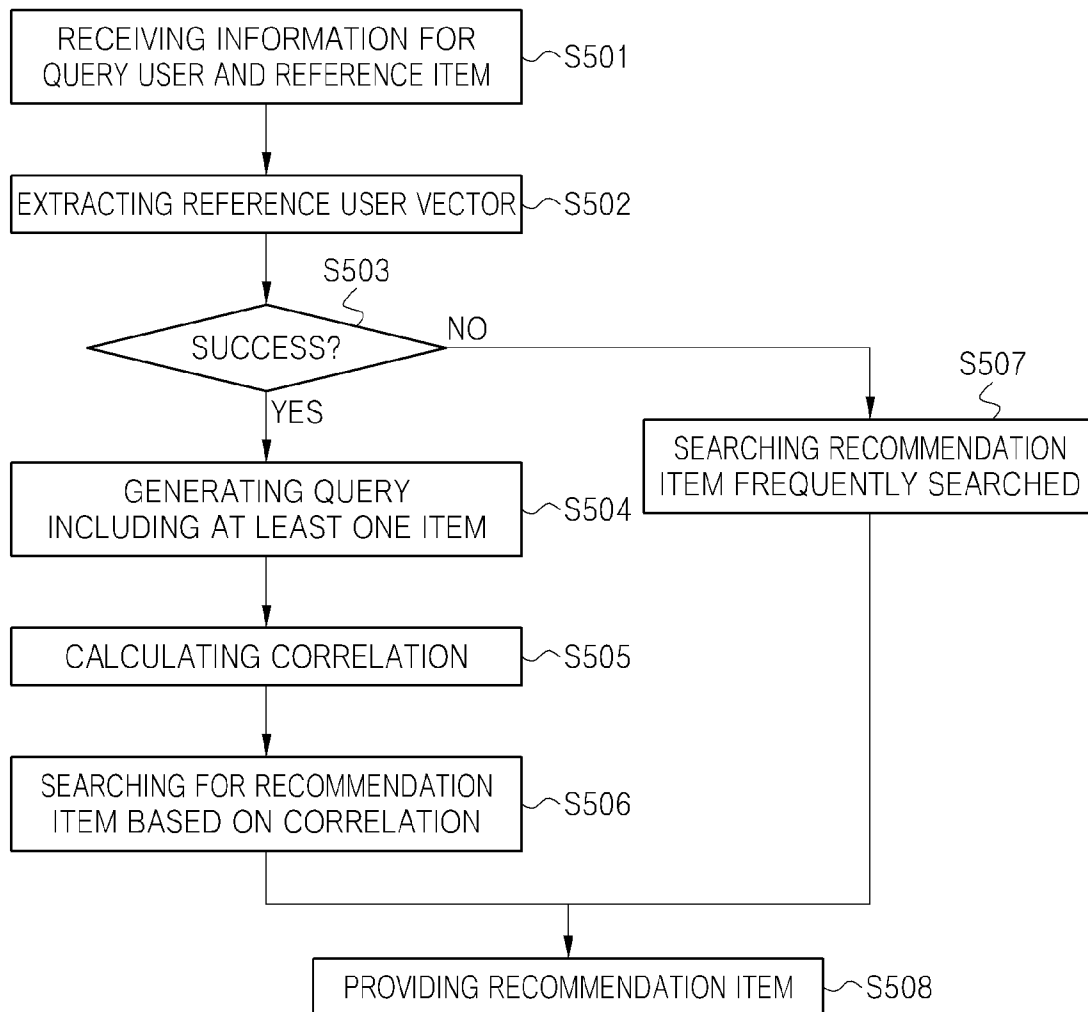 RECEIVING INFORMATION FOR
QUERY USER AND REFERENCE ITEM
S501
EXTRACTING REFERENCE USER VECTOR
S502
S503
SUCCESS?
NO
YES
S507
SEARCHING RECOMMENDATION
ITEM FREQUENTLY SEARCHED
GENERATING QUERY
INCLUDING AT LEAST ONE ITEM
S504
CALCULATING CORRELATION
S505
SEARCHING FOR RECOMMENDATION
ITEM BASED ON CORRELATION
S506
PROVIDING RECOMMENDATION ITEM
S508